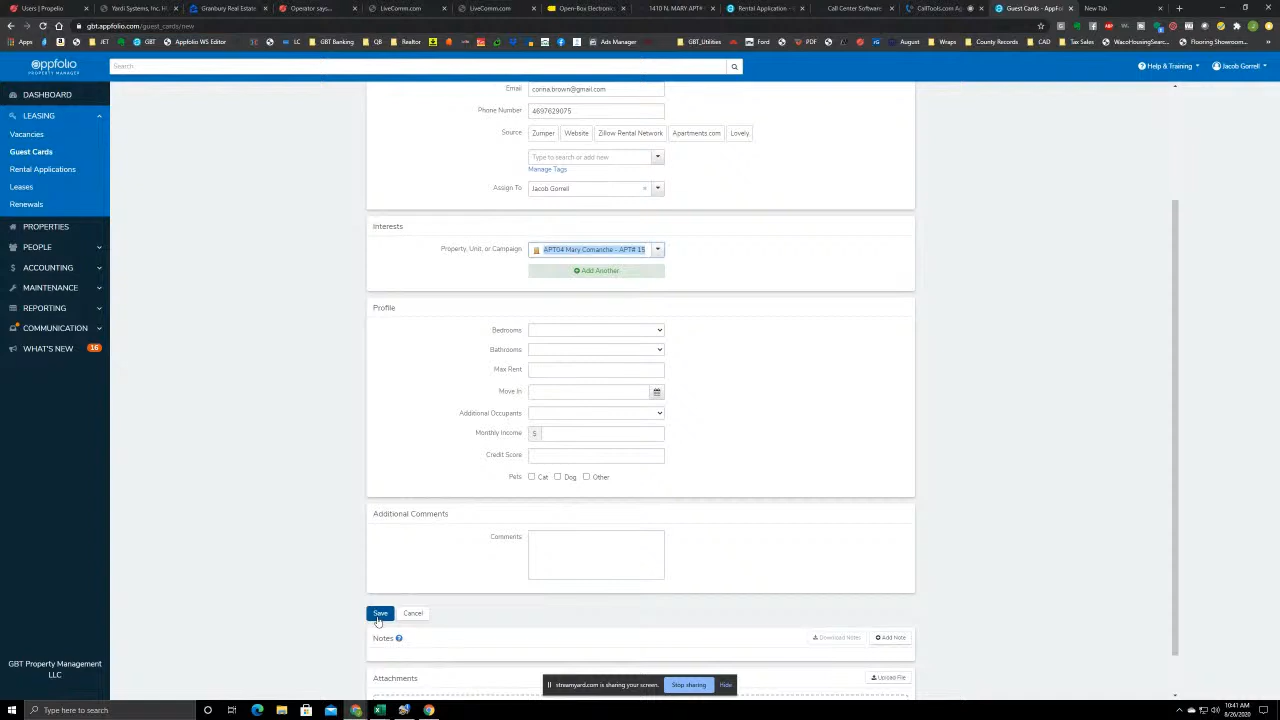 Users | Propelio
Yardi Systems, Inc. H
Granbury Real Estate
Operator says...
LiveComm.com
LiveComm.com
Open-Box Electronics
1410 N. MARY APT#
Rental Application
Call Center Software
CallTools.com A
Guest Cards - AppFol
New Tab
gbt.appfolio.com/guest_cards/new
Apps GBT YARDI YS LC GBT Banking QB Realtor Ads Manager GBT_Utilities Ford PDF August Wraps County Records CAD Tax Sales WacoHousingSear... Flooring Showroom...
appfolio
PROPERTY MANAGER
Search
Help & Training
Jacob Gorrell
DASHBOARD
LEASING
Vacancies
Guest Cards
Rental Applications
Leases
Renewals
PROPERTIES
PEOPLE
ACCOUNTING
MAINTENANCE
REPORTING
COMMUNICATION
WHAT'S NEW 16
GBT Property Management
LLC
Email corina.brown@gmail.com
Phone Number 4697629075
Source Zumper Website Zillow Rental Network Apartments.com Lovely
Type to search or add new
Manage Tags
Assign To Jacob Gorrell
Interests
Property, Unit, or Campaign APT04 Mary Comanche - APT# 15
Add Another
Profile
Bedrooms
Bathrooms
Max Rent
Move In
Additional Occupants
Monthly Income $
Credit Score
Pets Cat Dog Other
Additional Comments
Comments
Save Cancel
Notes ? Download Notes Add Note
Attachments Upload File
streamyard.com is sharing your screen. Stop sharing Hide
Type here to search
10:41 AM
8/26/2020